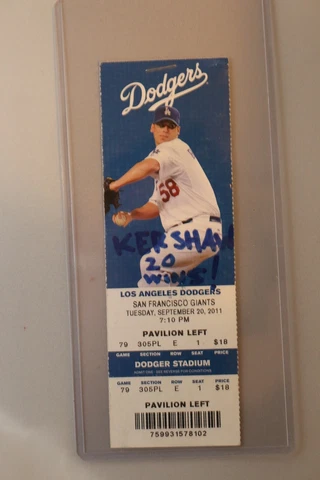 Dodgers
58
KERSHAW
20
WINS!
LOS ANGELES DODGERS
SAN FRANCISCO GIANTS
TUESDAY, SEPTEMBER 20, 2011
7:10 PM
PAVILION LEFT
79 305PL E 1 $18
GAME SECTION ROW SEAT PRICE
DODGER STADIUM
GAME SECTION ROW SEAT PRICE
79 305PL E 1 $18
PAVILION LEFT
759931578102